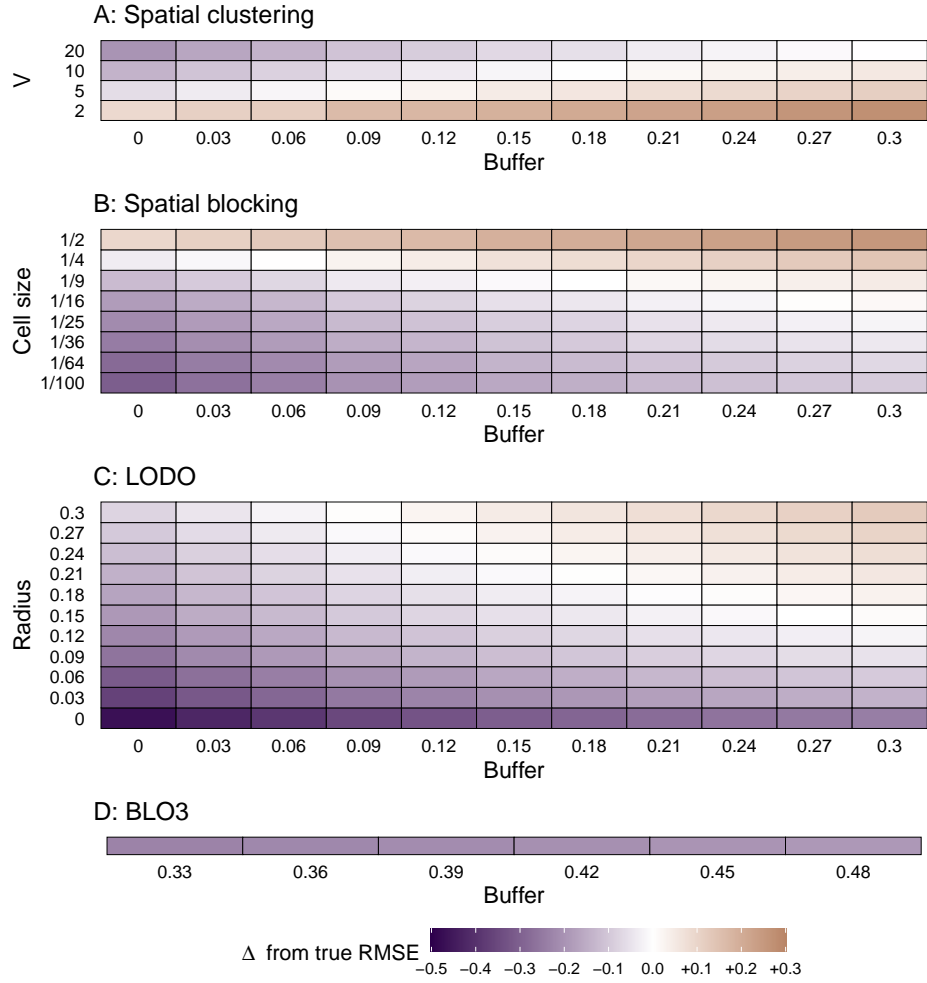 A: Spatial clustering
V
20
10
5
2
0 0.03 0.06 0.09 0.12 0.15 0.18 0.21 0.24 0.27 0.3
Buffer
B: Spatial blocking
Cell size
1/2
1/4
1/9
1/16
1/25
1/36
1/64
1/100
0 0.03 0.06 0.09 0.12 0.15 0.18 0.21 0.24 0.27 0.3
Buffer
C: LODO
Radius
0.3
0.27
0.24
0.21
0.18
0.15
0.12
0.09
0.06
0.03
0
0 0.03 0.06 0.09 0.12 0.15 0.18 0.21 0.24 0.27 0.3
Buffer
D: BLO3
0.33 0.36 0.39 0.42 0.45 0.48
Buffer
Δ from true RMSE
−0.5 −0.4 −0.3 −0.2 −0.1 0.0 +0.1 +0.2 +0.3